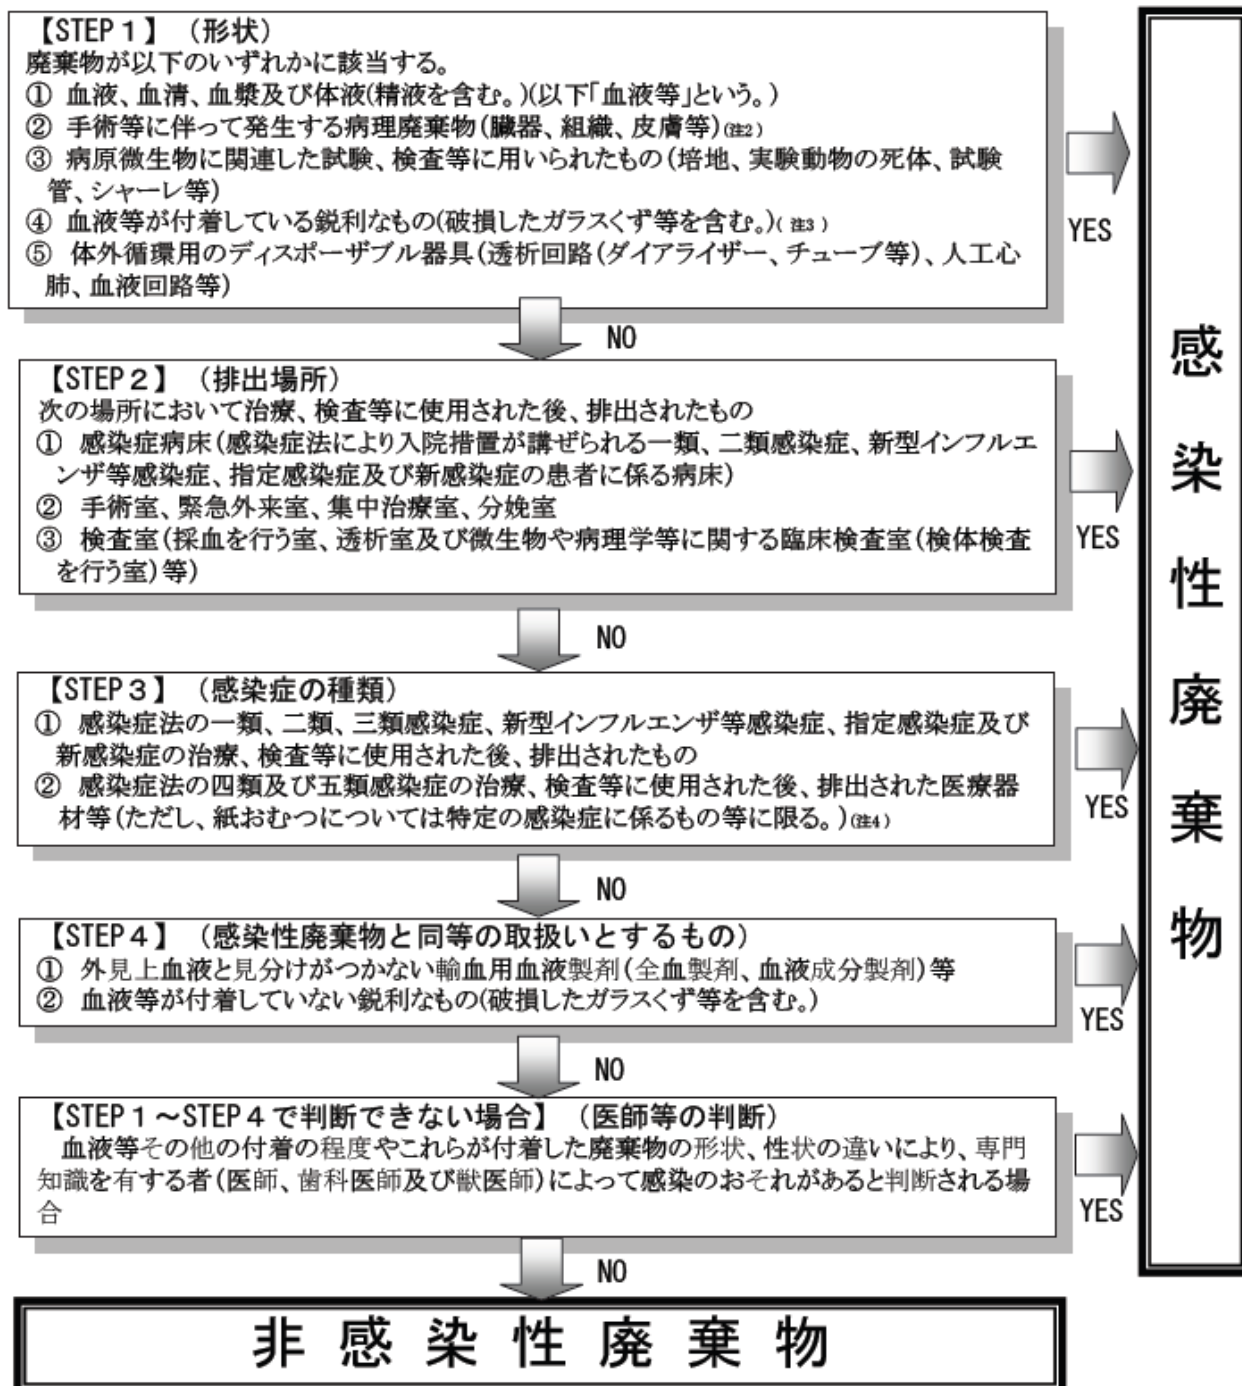 【STEP１】（形状）
廃棄物が以下のいずれかに該当する。
① 血液、血清、血漿及び体液(精液を含む。)(以下「血液等」という。)
② 手術等に伴って発生する病理廃棄物(臓器、組織、皮膚等)(注2)
③ 病原微生物に関連した試験、検査等に用いられたもの(培地、実験動物の死体、試験
管、シャーレ等)
④ 血液等が付着している鋭利なもの(破損したガラスくず等を含む。)(注3)
⑤ 体外循環用のディスポーザブル器具(透析回路(ダイアライザー、チューブ等)、人工心
肺、血液回路等)
YES
NO
【STEP２】（排出場所）
次の場所において治療、検査等に使用された後、排出されたもの
① 感染症病床(感染症法により入院措置が講ぜられる一類、二類感染症、新型インフルエ
ンザ等感染症、指定感染症及び新感染症の患者に係る病床)
② 手術室、緊急外来室、集中治療室、分娩室
③ 検査室(採血を行う室、透析室及び微生物や病理学等に関する臨床検査室(検体検査
を行う室)等)
YES
NO
【STEP３】（感染症の種類）
① 感染症法の一類、二類、三類感染症、新型インフルエンザ等感染症、指定感染症及び
新感染症の治療、検査等に使用された後、排出されたもの
② 感染症法の四類及び五類感染症の治療、検査等に使用された後、排出された医療器
材等(ただし、紙おむつについては特定の感染症に係るもの等に限る。)(注4)
YES
NO
【STEP４】（感染性廃棄物と同等の取扱いとするもの）
① 外見上血液と見分けがつかない輸血用血液製剤(全血製剤、血液成分製剤)等
② 血液等が付着していない鋭利なもの(破損したガラスくず等を含む。)
YES
NO
【STEP１～STEP４で判断できない場合】（医師等の判断）
血液等その他の付着の程度やこれらが付着した廃棄物の形状、性状の違いにより、専門
知識を有する者(医師、歯科医師及び獣医師)によって感染のおそれがあると判断される場
合
YES
NO
感染性廃棄物
非感染性廃棄物